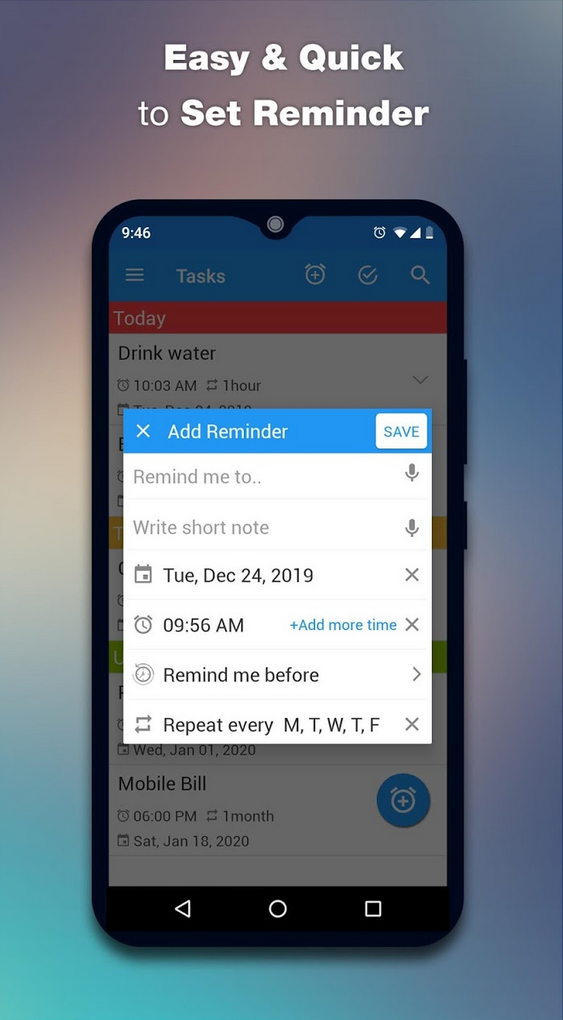 Easy & Quick
to Set Reminder
9:46
Tasks
Today
Drink water
10:03 AM 1hour
Tue, Dec 24, 2019
Add Reminder SAVE
Remind me to..
Write short note
Tue, Dec 24, 2019
09:56 AM +Add more time
Remind me before
Repeat every M, T, W, T, F
Wed, Jan 01, 2020
Mobile Bill
06:00 PM 1month
Sat, Jan 18, 2020